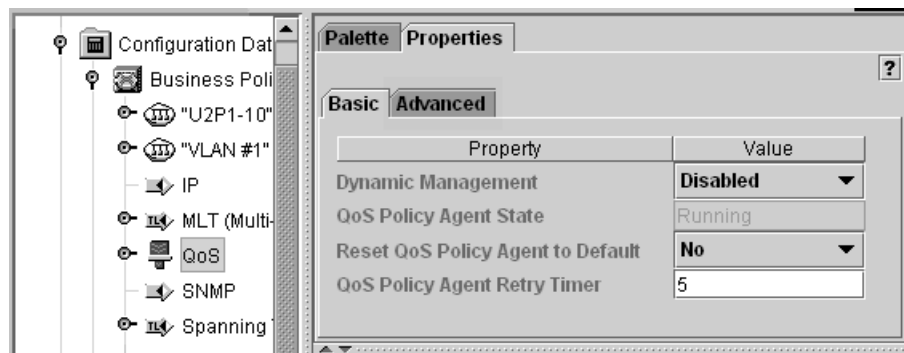 Configuration Dat
Business Poli
"U2P1-10"
"VLAN #1"
IP
MLT (Multi-
QoS
SNMP
Spanning
Palette Properties
?
Basic Advanced
Property Value
Dynamic Management Disabled
QoS Policy Agent State Running
Reset QoS Policy Agent to Default No
QoS Policy Agent Retry Timer 5